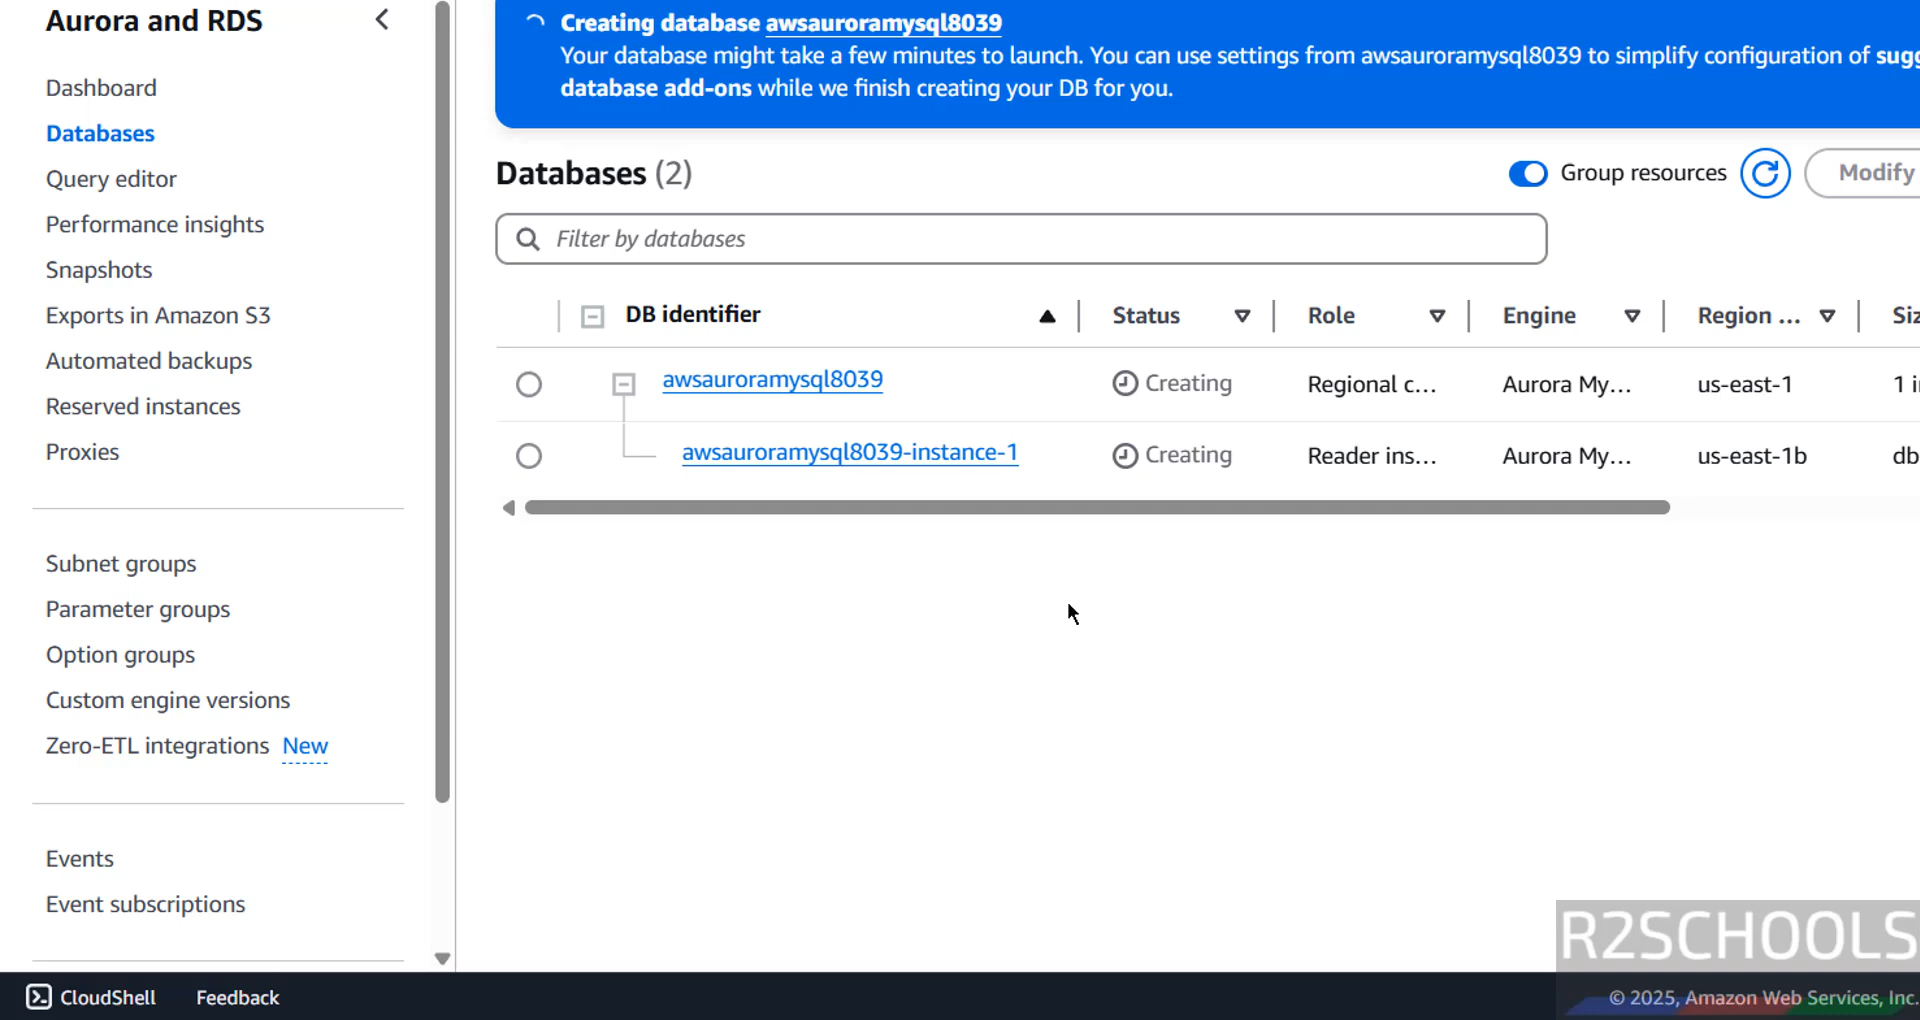 Aurora and RDS
Dashboard
Databases
Query editor
Performance insights
Snapshots
Exports in Amazon S3
Automated backups
Reserved instances
Proxies
Subnet groups
Parameter groups
Option groups
Custom engine versions
Zero-ETL integrations New
Events
Event subscriptions
Creating database awsauroramysql8039
Your database might take a few minutes to launch. You can use settings from awsauroramysql8039 to simplify configuration of sugg
database add-ons while we finish creating your DB for you.
Databases (2)
Group resources
Modify
Filter by databases
DB identifier Status Role Engine Region ... Siz
awsauroramysql8039 Creating Regional c... Aurora My... us-east-1 1 i
awsauroramysql8039-instance-1 Creating Reader ins... Aurora My... us-east-1b db
R2SCHOOLS
CloudShell Feedback © 2025, Amazon Web Services, Inc.